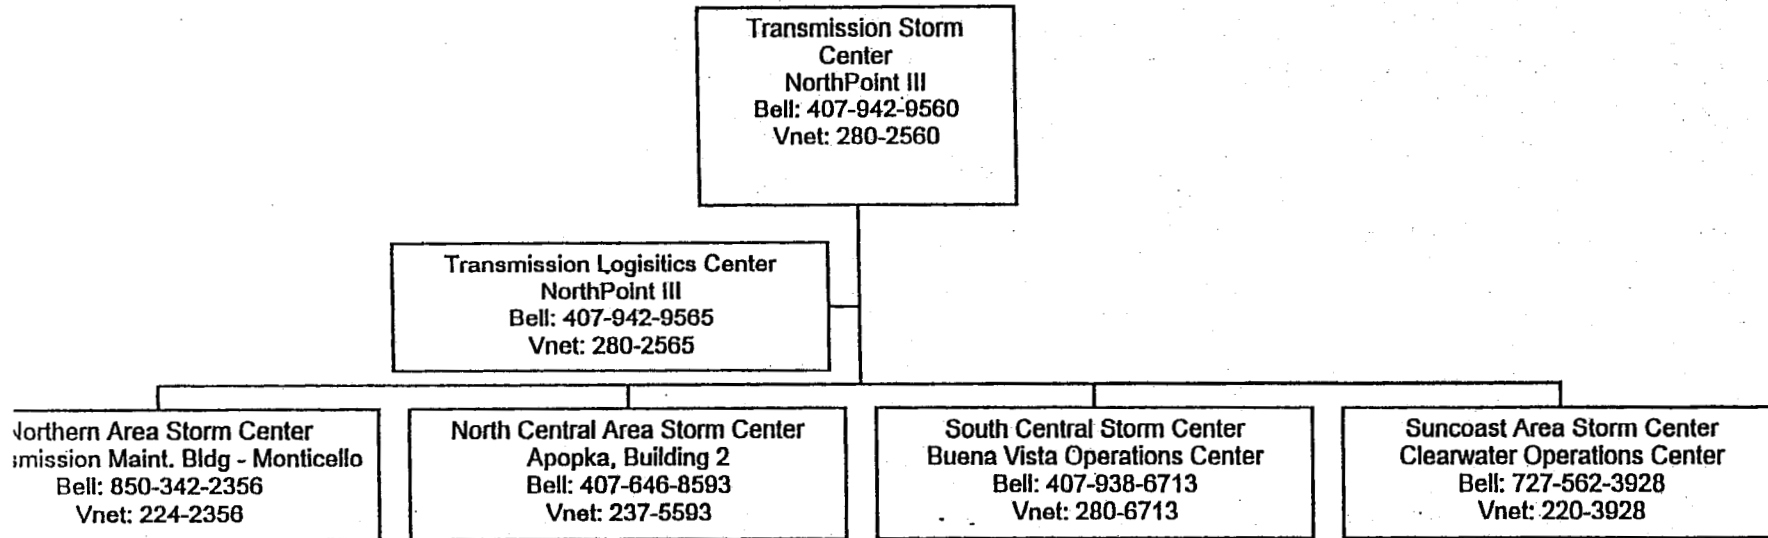 Transmission Storm
Center
NorthPoint III
Bell: 407-942-9560
Vnet: 280-2560
Transmission Logisitics Center
NorthPoint III
Bell: 407-942-9565
Vnet: 280-2565
Northern Area Storm Center
smission Maint. Bldg - Monticello
Bell: 850-342-2356
Vnet: 224-2356
North Central Area Storm Center
Apopka, Building 2
Bell: 407-646-8593
Vnet: 237-5593
South Central Storm Center
Buena Vista Operations Center
Bell: 407-938-6713
Vnet: 280-6713
Suncoast Area Storm Center
Clearwater Operations Center
Bell: 727-562-3928
Vnet: 220-3928